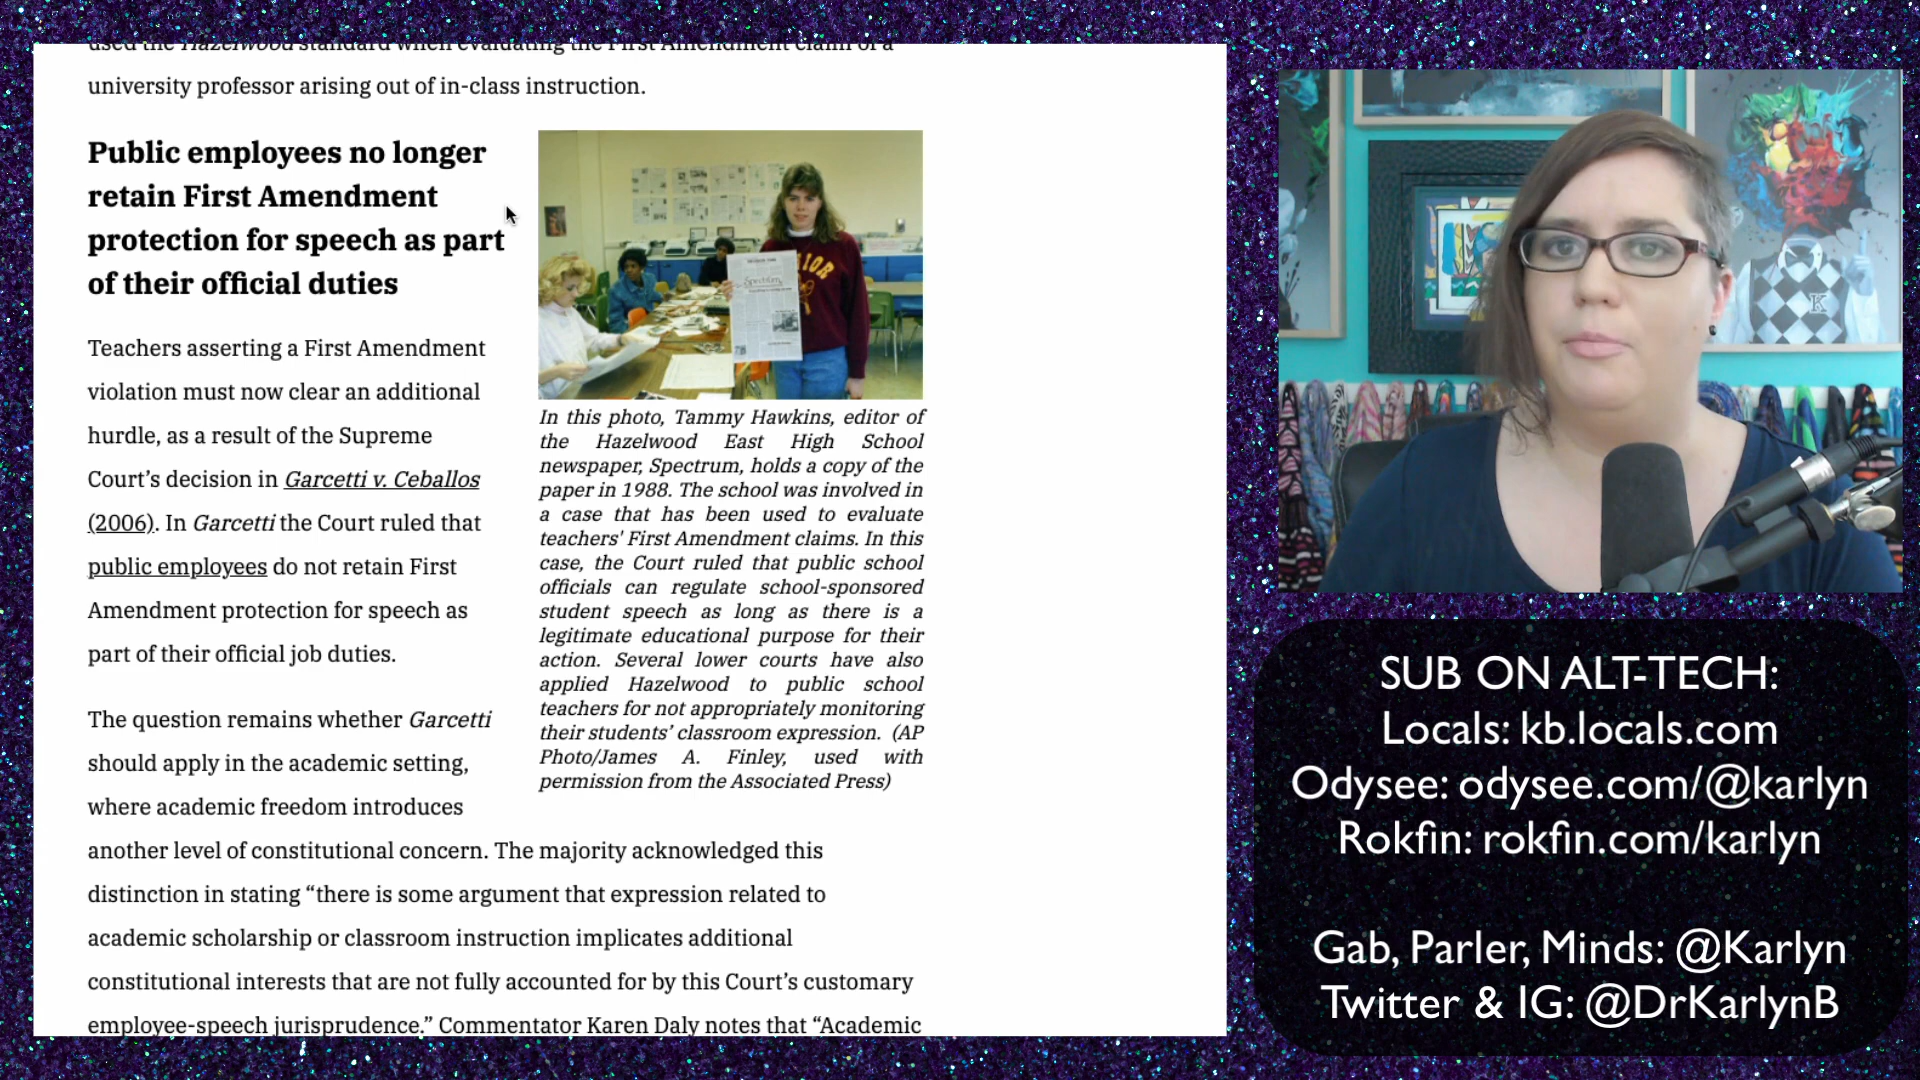 used the Hazelwood standard when evaluating the First Amendment claim of a
university professor arising out of in-class instruction.
Public employees no longer
retain First Amendment
protection for speech as part
of their official duties
Teachers asserting a First Amendment
violation must now clear an additional
hurdle, as a result of the Supreme
Court’s decision in Garcetti v. Ceballos
(2006). In Garcetti the Court ruled that
public employees do not retain First
Amendment protection for speech as
part of their official job duties.
The question remains whether Garcetti
should apply in the academic setting,
where academic freedom introduces
another level of constitutional concern. The majority acknowledged this
distinction in stating “there is some argument that expression related to
academic scholarship or classroom instruction implicates additional
constitutional interests that are not fully accounted for by this Court’s customary
employee-speech jurisprudence.” Commentator Karen Daly notes that “Academic
Spectrum
In this photo, Tammy Hawkins, editor of
the Hazelwood East High School
newspaper, Spectrum, holds a copy of the
paper in 1988. The school was involved in
a case that has been used to evaluate
teachers' First Amendment claims. In this
case, the Court ruled that public school
officials can regulate school-sponsored
student speech as long as there is a
legitimate educational purpose for their
action. Several lower courts have also
applied Hazelwood to public school
teachers for not appropriately monitoring
their students’ classroom expression. (AP
Photo/James A. Finley, used with
permission from the Associated Press)
K
SUB ON ALT-TECH:
Locals: kb.locals.com
Odysee: odysee.com/@karlyn
Rokfin: rokfin.com/karlyn
Gab, Parler, Minds: @Karlyn
Twitter & IG: @DrKarlynB